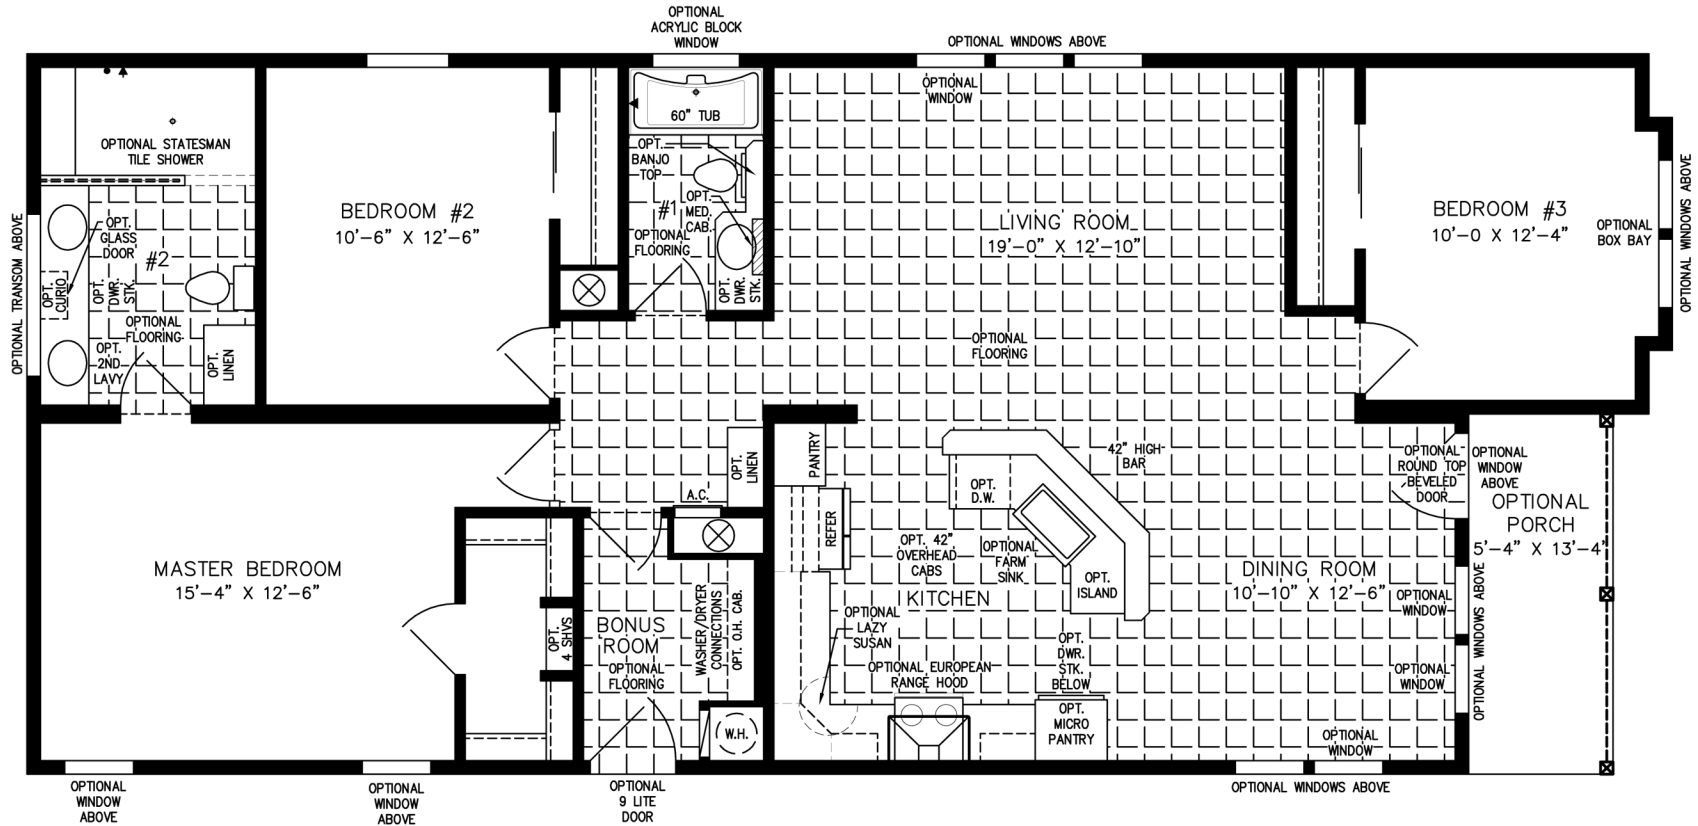 OPTIONAL
ACRYLIC BLOCK
WINDOW
OPTIONAL WINDOWS ABOVE
OPTIONAL
WINDOW
60" TUB
OPTIONAL STATESMAN
TILE SHOWER
OPT.
BANJO
TOP
OPT.
MED.
CAB.
#1
OPTIONAL
FLOORING
OPT.
DWR.
STK.
BEDROOM #2
10'-6" X 12'-6"
LIVING ROOM
19'-0" X 12'-10"
BEDROOM #3
10'-0 X 12'-4"
OPTIONAL
BOX BAY
OPTIONAL WINDOWS ABOVE
OPTIONAL TRANSOM ABOVE
OPT.
GLASS
DOOR
#2
OPT.
CURIO
OPT.
DWR.
STK.
OPTIONAL
FLOORING
OPT.
2ND
LAVY
OPT.
LINEN
OPTIONAL
FLOORING
PANTRY
OPT.
LINEN
A.C.
REFER
OPT.
D.W.
42" HIGH
BAR
OPTIONAL
ROUND TOP
BEVELED
DOOR
OPTIONAL
WINDOW
ABOVE
OPTIONAL
PORCH
5'-4" X 13'-4"
OPT. 42"
OVERHEAD
CABS
OPTIONAL
FARM
SINK
OPT.
ISLAND
MASTER BEDROOM
15'-4" X 12'-6"
KITCHEN
DINING ROOM
10'-10" X 12'-6"
OPTIONAL
WINDOW
OPTIONAL WINDOWS ABOVE
OPTIONAL
LAZY
SUSAN
OPT.
4 SHVS
BONUS
ROOM
OPTIONAL
FLOORING
WASHER/DRYER
CONNECTIONS
OPT. O.H. CAB.
OPTIONAL EUROPEAN
RANGE HOOD
OPT.
DWR.
STK.
BELOW
OPTIONAL
WINDOW
OPT.
MICRO
PANTRY
W.H.
OPTIONAL
WINDOW
OPTIONAL
WINDOW
ABOVE
OPTIONAL
WINDOW
ABOVE
OPTIONAL
9 LITE
DOOR
OPTIONAL WINDOWS ABOVE